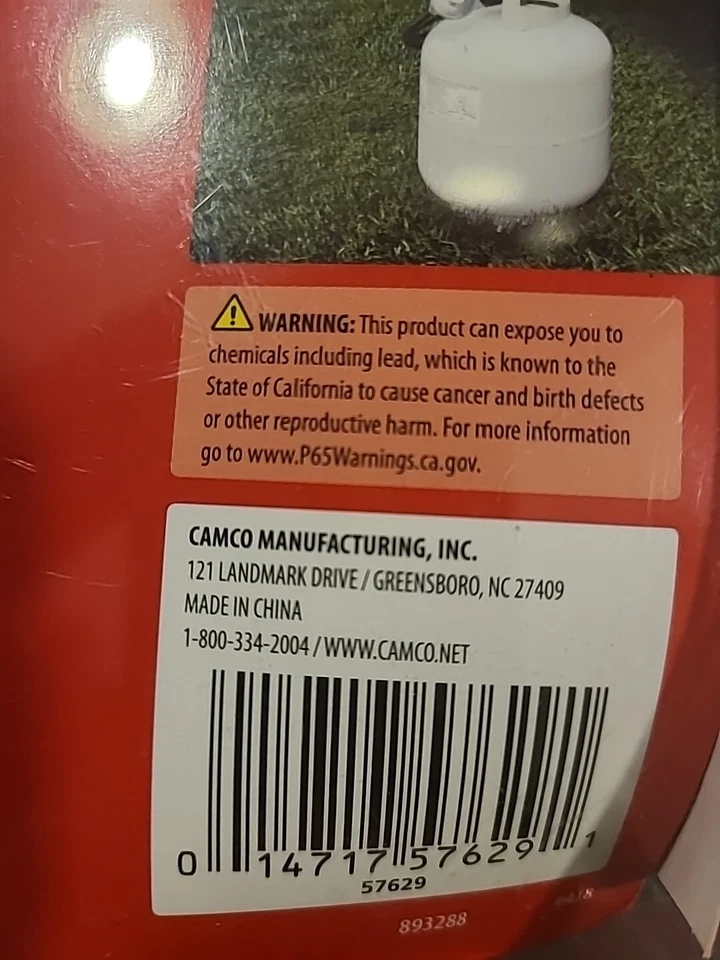 WARNING: This product can expose you to
chemicals including lead, which is known to the
State of California to cause cancer and birth defects
or other reproductive harm. For more information
go to www.P65Warnings.ca.gov.
CAMCO MANUFACTURING, INC.
121 LANDMARK DRIVE / GREENSBORO, NC 27409
MADE IN CHINA
1-800-334-2004 / WWW.CAMCO.NET
0 14717 57629 1
57629
893288